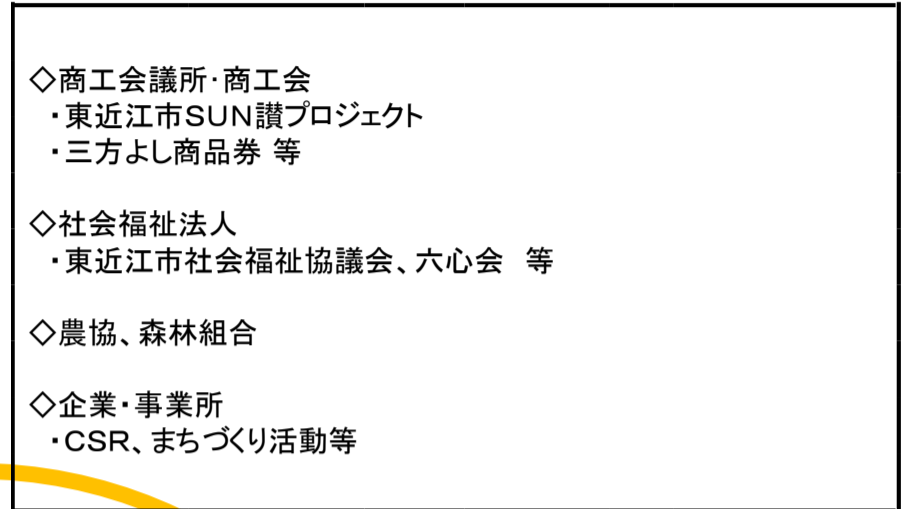 ◇商工会議所・商工会
・東近江市SUN讃プロジェクト
・三方よし商品券 等
◇社会福祉法人
・東近江市社会福祉協議会、六心会　等
◇農協、森林組合
◇企業・事業所
・CSR、まちづくり活動等